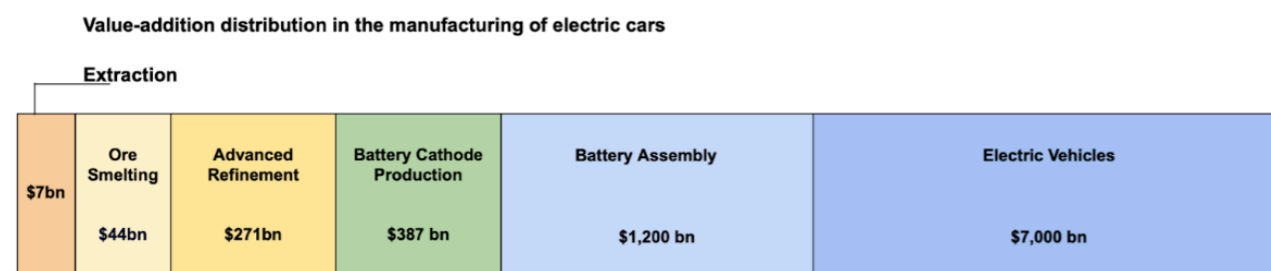 Value-addition distribution in the manufacturing of electric cars
Extraction
$7bn
Ore
Smelting
$44bn
Advanced
Refinement
$271bn
Battery Cathode
Production
$387 bn
Battery Assembly
$1,200 bn
Electric Vehicles
$7,000 bn